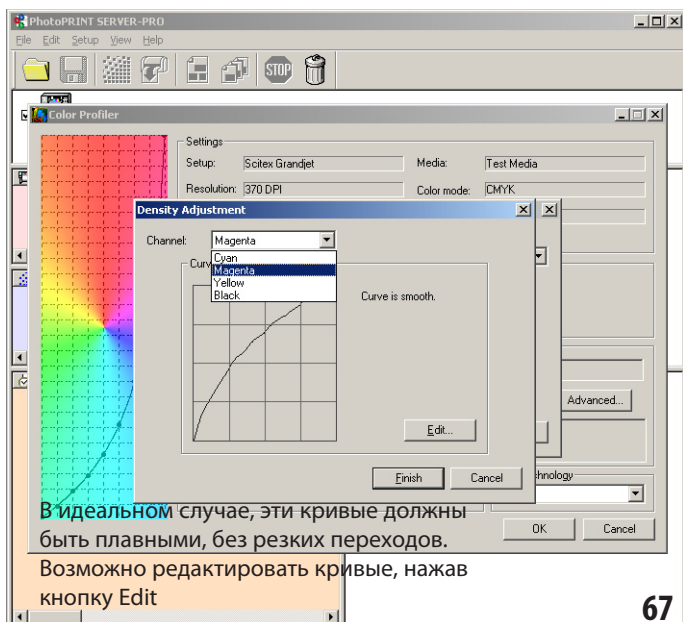 PhotoPRINT SERVER-PRO
File Edit Setup View Help
STOP
Color Profiler
Settings
Setup: Scitex Grandjet Media: Test Media
Resolution: 370 DPI Color mode: CMYK
Density Adjustment
Channel: Magenta
Cyan
Magenta
Yellow
Black
Curve is smooth.
Edit...
Advanced...
Finish Cancel
OK Cancel
В идеальном случае, эти кривые должны
быть плавными, без резких переходов.
Возможно редактировать кривые, нажав
кнопку Edit
67